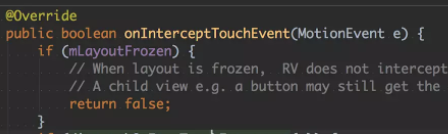 @Override
public boolean onInterceptTouchEvent(MotionEvent e) {
if (mLayoutFrozen) {
// When layout is frozen,  RV does not intercept
// A child view e.g. a button may still get the
return false;
}